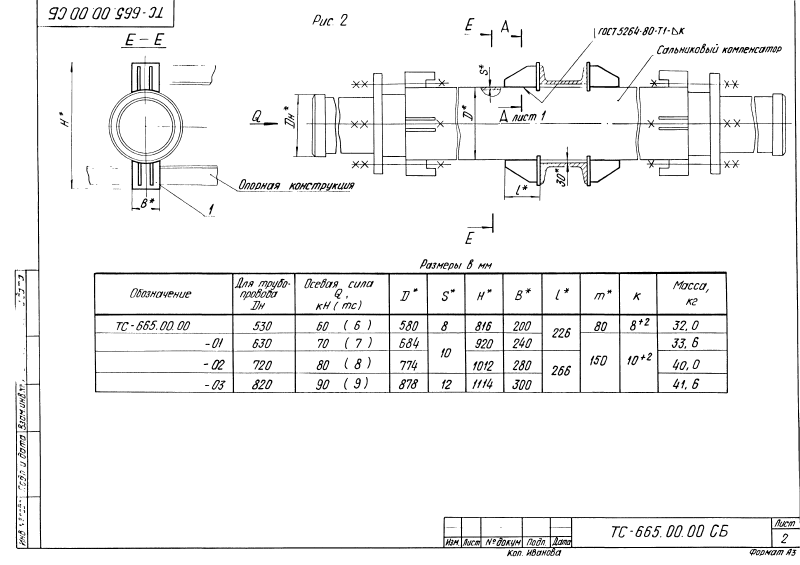 ТС-665.00.00 СБ
Рис 2
Е – Е
Е
А
ГОСТ 5264-80-Т1-⊿к
Сальниковый компенсатор
S*
H*
Q
Dн*
D*
А лист 1
Опорная конструкция
1
B*
l*
30*
Е
Размеры в мм
Обозначение | Для трубопровода Dн | Осевая сила Q, кН (тс) | D* | S* | H* | B* | l* | m* | к | Масса, кг
ТС-665.00.00 | 530 | 60 (6) | 580 | 8 | 816 | 200 | 226 | 80 | 8+2 | 32,0
-01 | 630 | 70 (7) | 684 | 10 | 920 | 240 | 150 | 10+2 | 33,6
-02 | 720 | 80 (8) | 774 | 1012 | 280 | 266 | 40,0
-03 | 820 | 90 (9) | 878 | 12 | 1114 | 300 | 41,6
Подп. и дата
Взам.инв.№
ТС-665.00.00 СБ
Лист
2
Изм. Лист № докум. Подп. Дата
Коп. Иванова
Формат А3